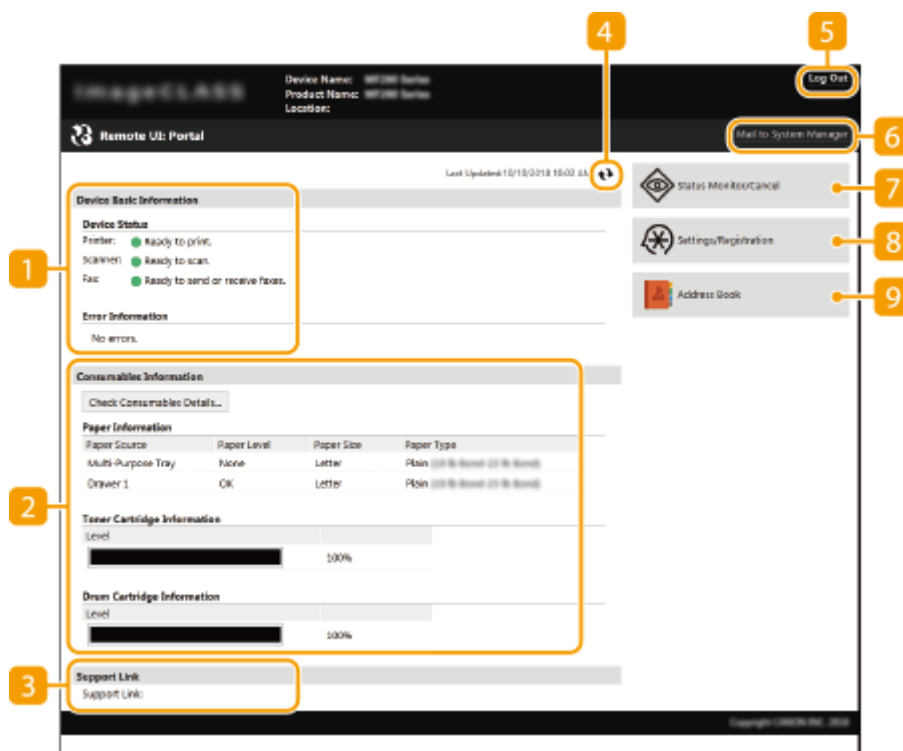 4
5
Device Name:
Log Out
Product Name:
Location:
Remote UI: Portal
Mail to System Manager
6
Last Updated:10/10/2018 10:02 AM
Device Basic Information
Status Monitor/Cancel
7
Device Status
Printer: Ready to print.
Scanner: Ready to scan.
Fax: Ready to send or receive faxes.
Settings/Registration
8
1
Address Book
9
Error Information
No errors.
Consumables Information
Check Consumables Details...
Paper Information
Paper Source Paper Level Paper Size Paper Type
Multi-Purpose Tray None Letter Plain
Drawer 1 OK Letter Plain
2
Toner Cartridge Information
Level
100%
Drum Cartridge Information
Level
100%
3
Support Link
Support Link:
Copyright CANON INC. 2018